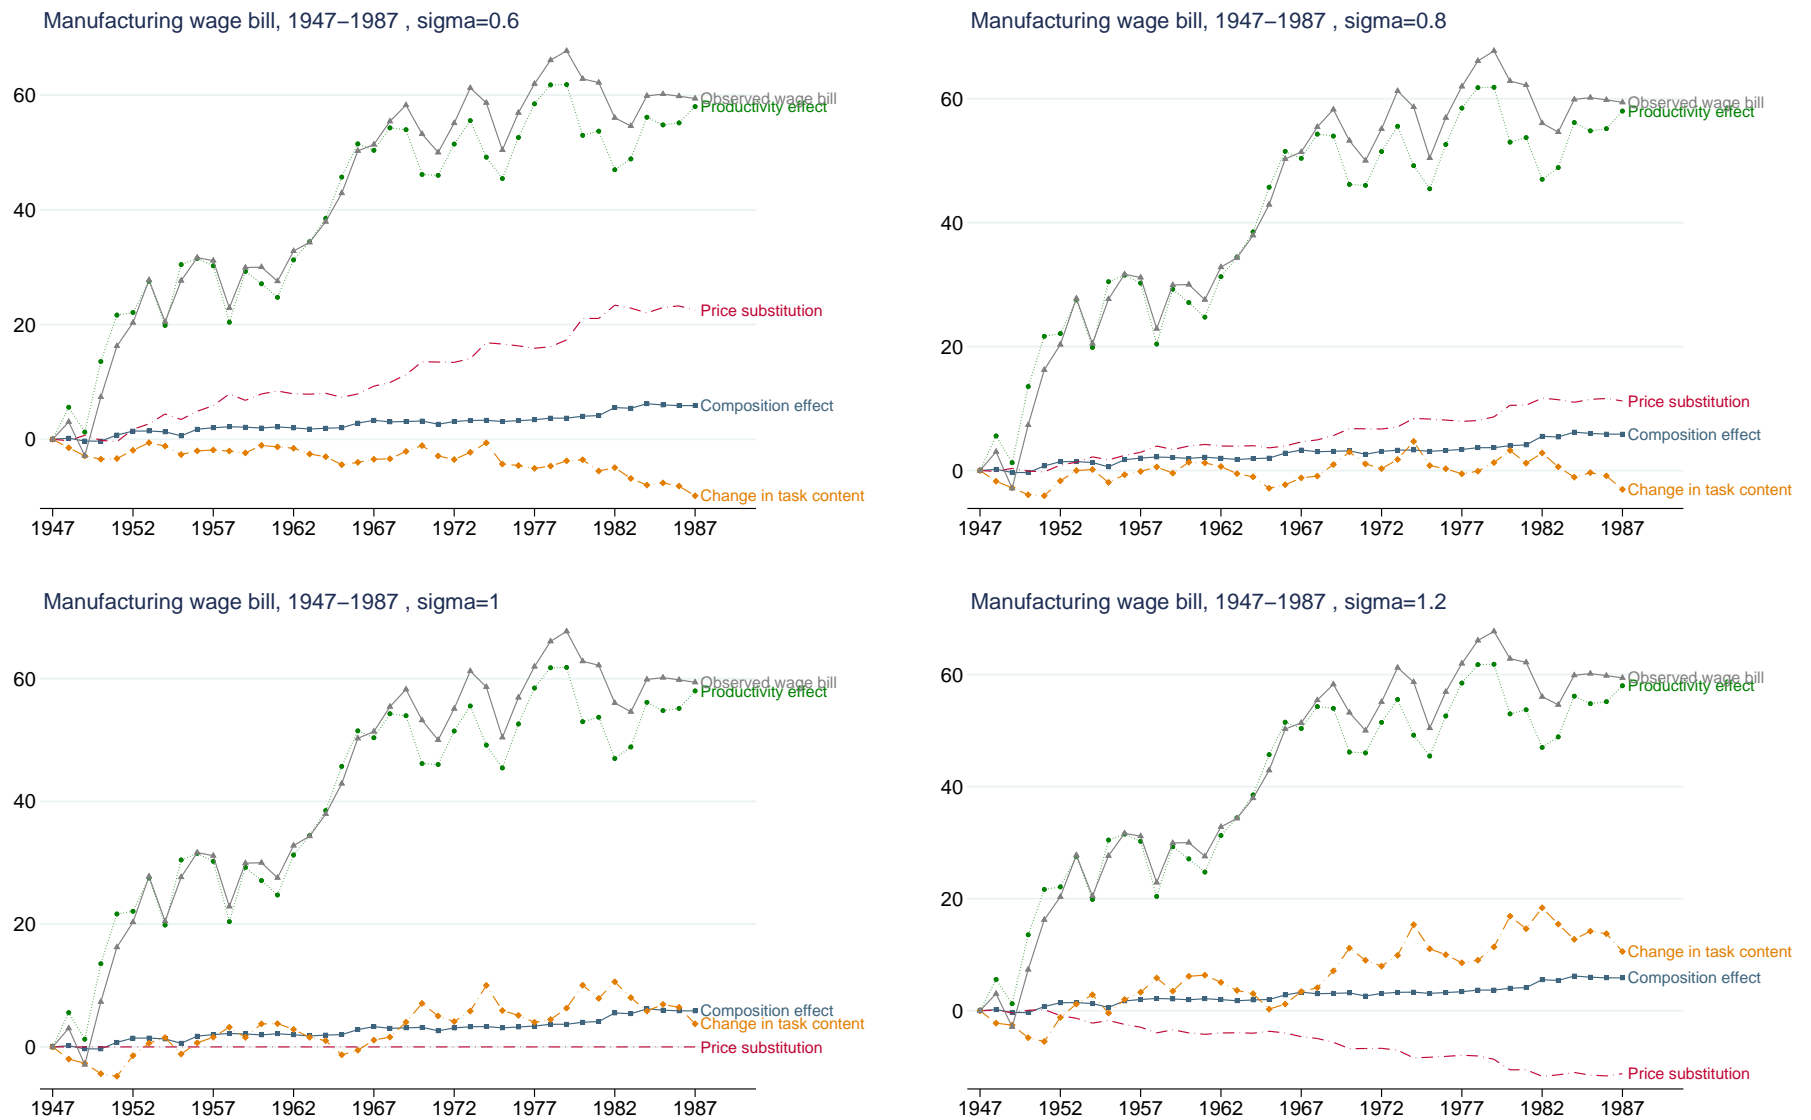 Manufacturing wage bill, 1947−1987 , sigma=0.6
60
40
20
0
Observed wage bill
Productivity effect
Price substitution
Composition effect
Change in task content
1947 1952 1957 1962 1967 1972 1977 1982 1987
Manufacturing wage bill, 1947−1987 , sigma=0.8
60
40
20
0
Observed wage bill
Productivity effect
Price substitution
Composition effect
Change in task content
1947 1952 1957 1962 1967 1972 1977 1982 1987
Manufacturing wage bill, 1947−1987 , sigma=1
60
40
20
0
Observed wage bill
Productivity effect
Composition effect
Change in task content
Price substitution
1947 1952 1957 1962 1967 1972 1977 1982 1987
Manufacturing wage bill, 1947−1987 , sigma=1.2
60
40
20
0
Observed wage bill
Productivity effect
Change in task content
Composition effect
Price substitution
1947 1952 1957 1962 1967 1972 1977 1982 1987